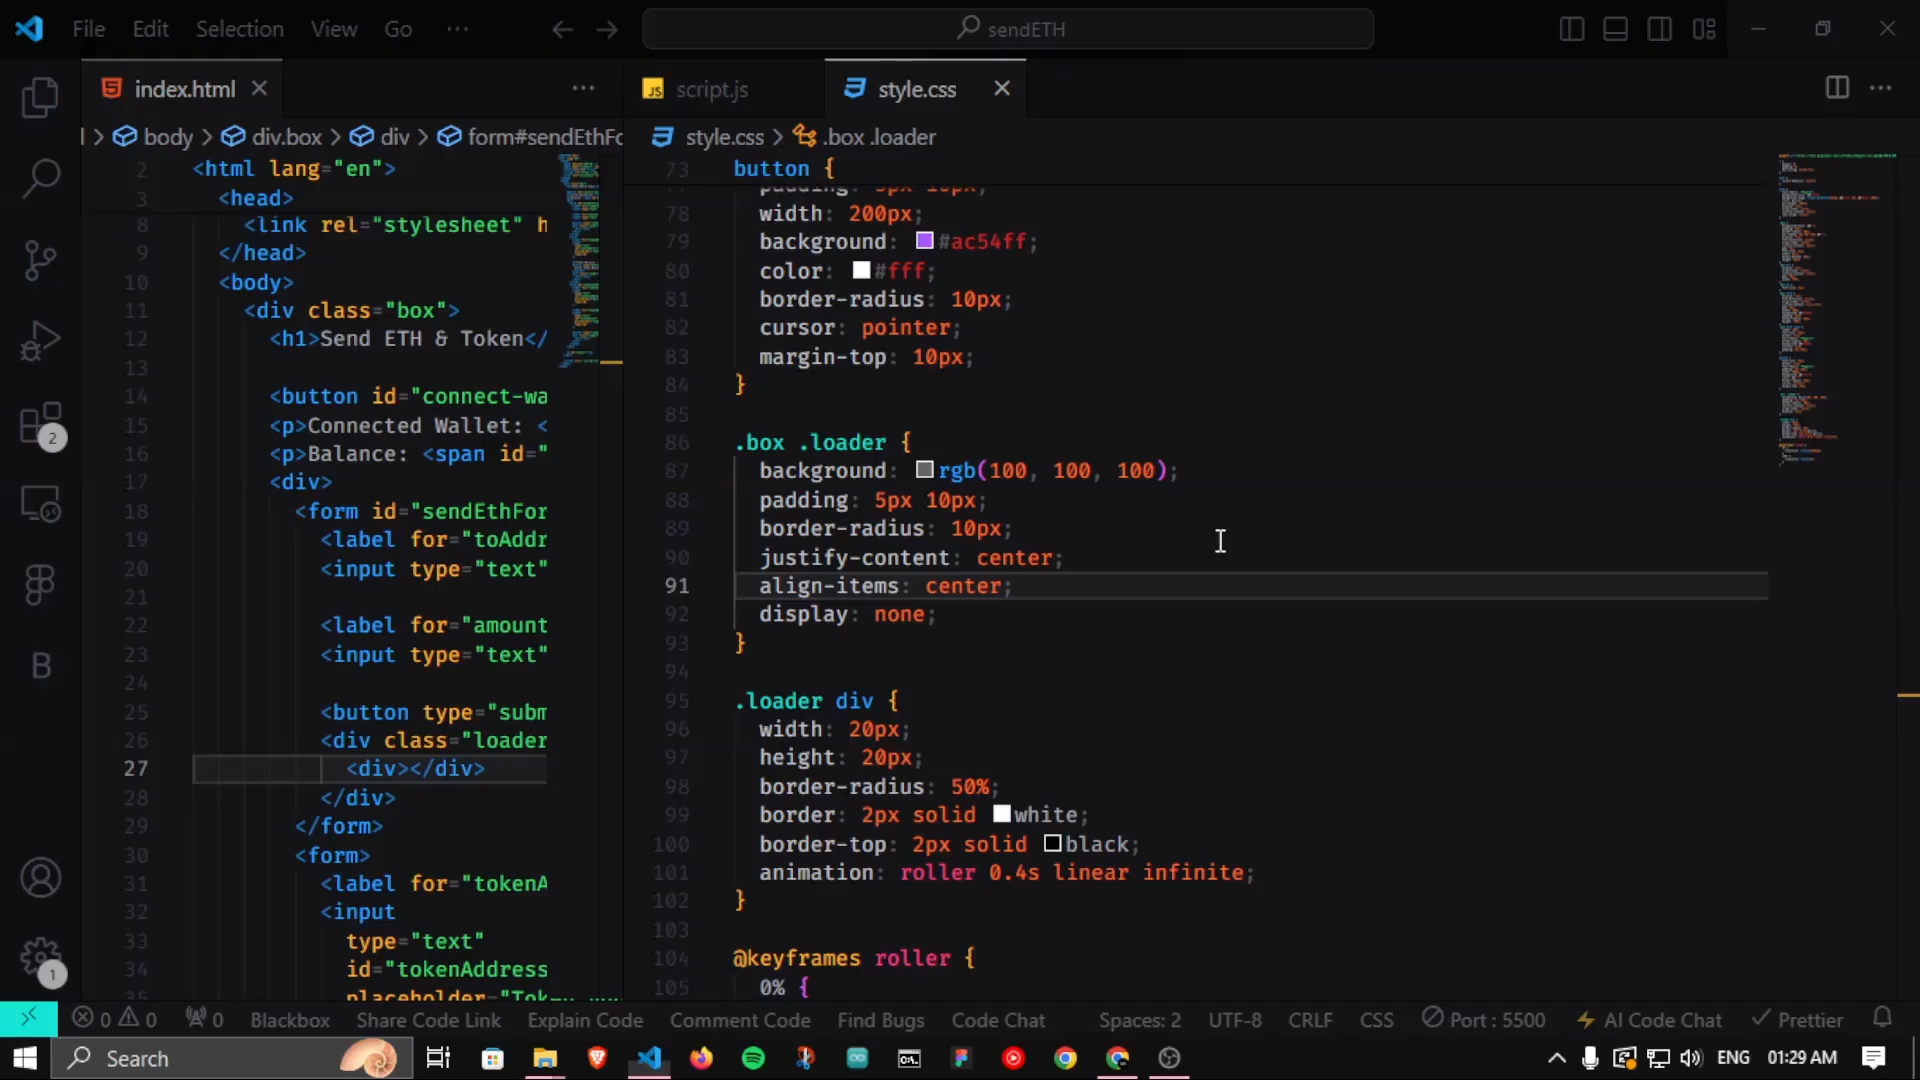 File Edit Selection View Go ··· sendETH
index.html script.js style.css
body > div.box > div > form#sendEthFo
style.css > .box .loader
2 <html lang="en">
3 <head>
8 <link rel="stylesheet" h
9 </head>
10 <body>
11 <div class="box">
12 <h1>Send ETH & Token</
13
14 <button id="connect-wa
15 <p>Connected Wallet: <
16 <p>Balance: <span id="
17 <div>
18 <form id="sendEthFor
19 <label for="toAddr
20 <input type="text"
21
22 <label for="amount
23 <input type="text"
24
25 <button type="subm
26 <div class="loader
27 <div></div>
28 </div>
29 </form>
30 <form>
31 <label for="tokenA
32 <input
33 type="text"
34 id="tokenAddress
35
73 button {
padding: 5px 10px;
78 width: 200px;
79 background: #ac54ff;
80 color: #fff;
81 border-radius: 10px;
82 cursor: pointer;
83 margin-top: 10px;
84 }
85
86 .box .loader {
87 background: rgb(100, 100, 100);
88 padding: 5px 10px;
89 border-radius: 10px;
90 justify-content: center;
91 align-items: center;
92 display: none;
93 }
94
95 .loader div {
96 width: 20px;
97 height: 20px;
98 border-radius: 50%;
99 border: 2px solid white;
100 border-top: 2px solid black;
101 animation: roller 0.4s linear infinite;
102 }
103
104 @keyframes roller {
105 0% {
2
B
1
0 0 0 Blackbox Share Code Link Explain Code Comment Code Find Bugs Code Chat Spaces: 2 UTF-8 CRLF CSS Port : 5500 AI Code Chat Prettier
Search ENG 01:29 AM